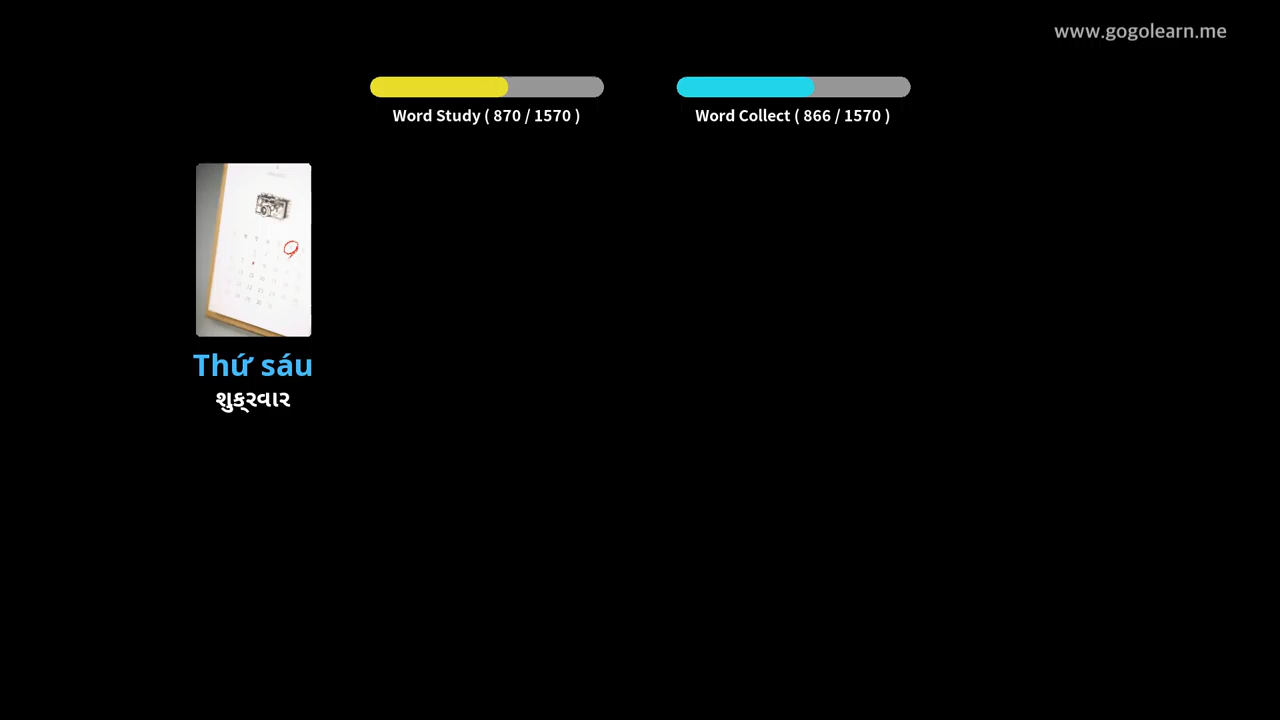 www.gogolearn.me
Word Study ( 870 / 1570 )
Word Collect ( 866 / 1570 )
Thứ sáu
શુક્રવાર